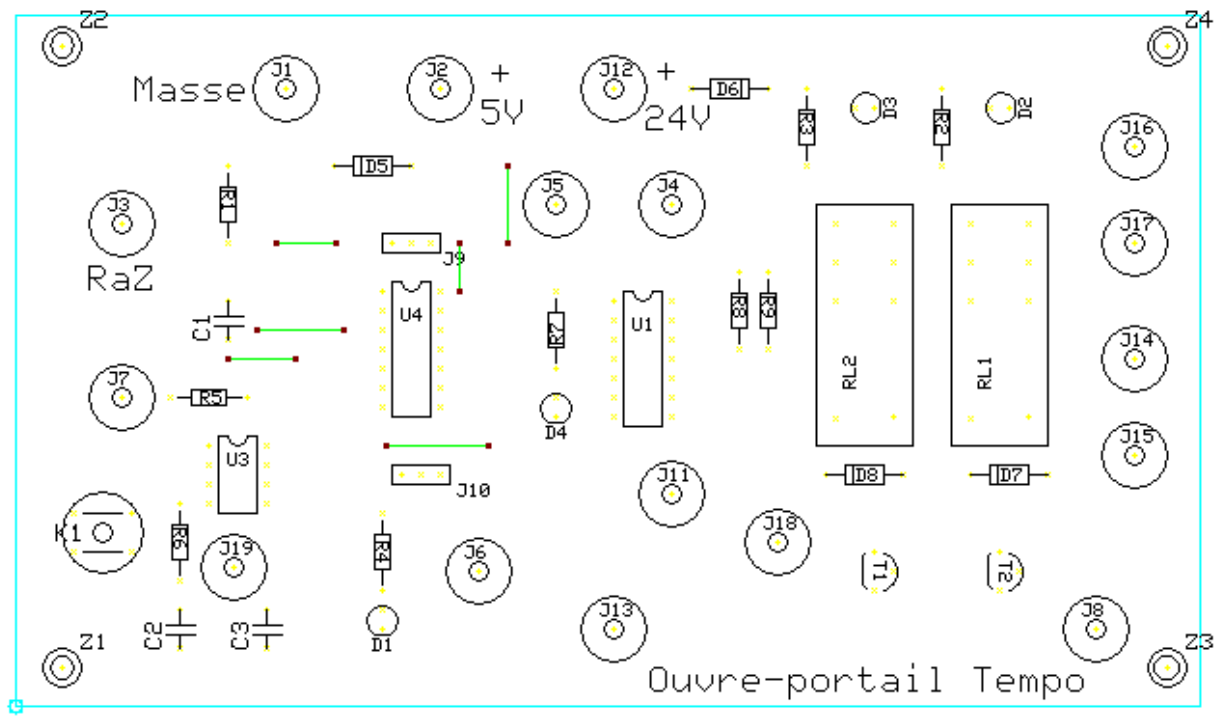 Z2
Z4
J1
J2
+
J12
+
Masse
5V
24V
D6
R3
D3
R2
D2
J16
D5
R1
J5
J4
J3
J17
RaZ
J9
C1
U4
R7
U1
R8
R9
RL2
RL1
J14
J7
R5
D4
J15
U3
J10
D8
D7
J11
K1
R6
J19
R4
J6
J18
T1
T2
C2
C3
D1
J13
J8
Z1
Z3
Ouvre-portail Tempo